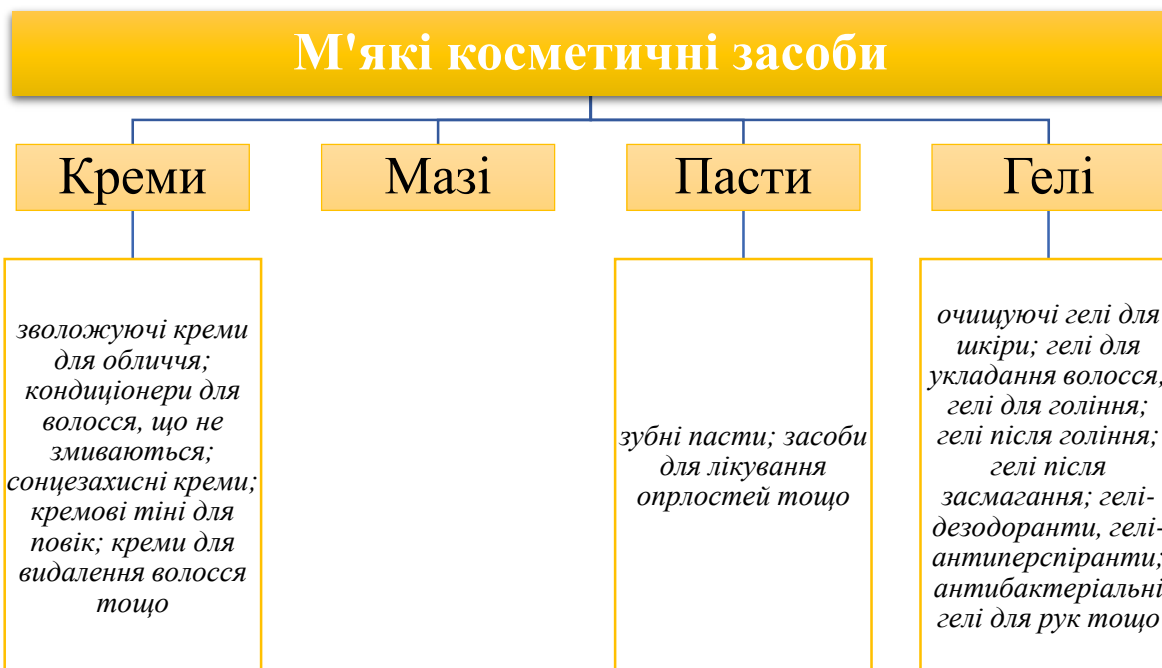 М'які косметичні засоби
Креми
Мазі
Пасти
Гелі
зволожуючі креми
для обличчя;
кондиціонери для
волосся, що не
змиваються;
сонцезахисні креми;
кремові тіні для
повік; креми для
видалення волосся
тощо
зубні пасти; засоби
для лікування
опрлостей тощо
очищуючі гелі для
шкіри; гелі для
укладання волосся,
гелі для гоління;
гелі після гоління;
гелі після
засмагання; гелі-
дезодоранти, гелі-
антиперспіранти;
антибактеріальні
гелі для рук тощо